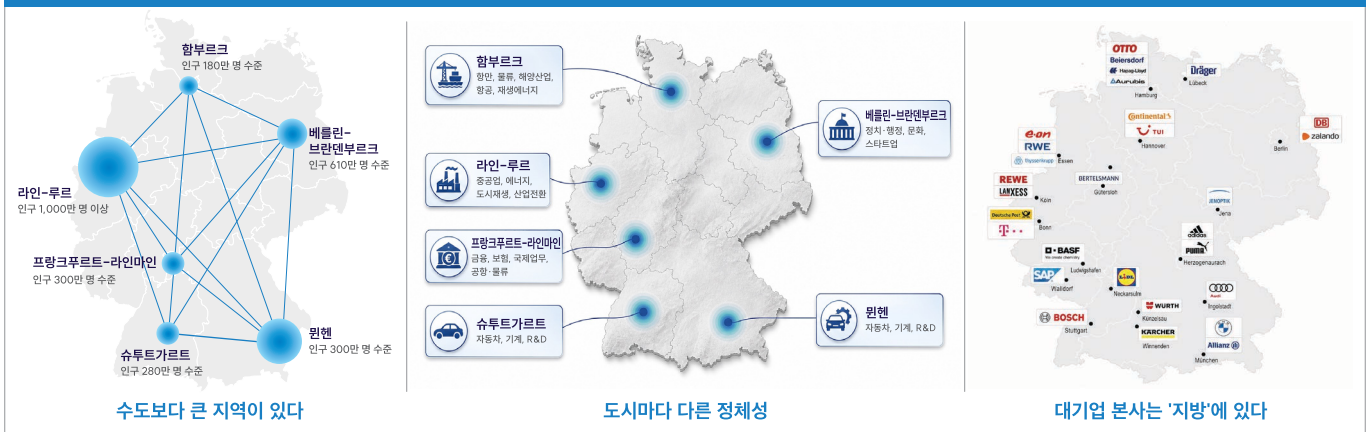 함부르크
인구 180만 명 수준
베를린-
브란덴부르크
인구 610만 명 수준
라인-루르
인구 1,000만 명 이상
프랑크푸르트-라인마인
인구 300만 명 수준
뮌헨
인구 300만 명 수준
슈투트가르트
인구 280만 명 수준
수도보다 큰 지역이 있다
함부르크
항만, 물류, 해양산업,
항공, 재생에너지
베를린-브란덴부르크
정치·행정, 문화,
스타트업
라인-루르
중공업, 에너지,
도시재생, 산업전환
프랑크푸르트-라인마인
금융, 보험, 국제업무,
공항·물류
슈투트가르트
자동차, 기계, R&D
뮌헨
자동차, 기계, R&D
도시마다 다른 정체성
OTTO
Beiersdorf
Hapag-Lloyd
Aurubis
Hamburg
Dräger
Lübeck
Continental
TUI
Hannover
DB
zalando
Berlin
e·on
RWE
thyssenkrupp
Essen
BERTELSMANN
Gütersloh
REWE
LANXESS
Köln
Deutsche Post
T
Bonn
JENOPTIK
Jena
adidas
PUMA
Herzogenaurach
BASF
We create chemistry
Ludwigshafen
SAP
Walldorf
LIDL
Neckarsulm
Audi
Ingolstadt
WÜRTH
Künzelsau
BOSCH
Stuttgart
KÄRCHER
Winnenden
Allianz
München
대기업 본사는 '지방'에 있다